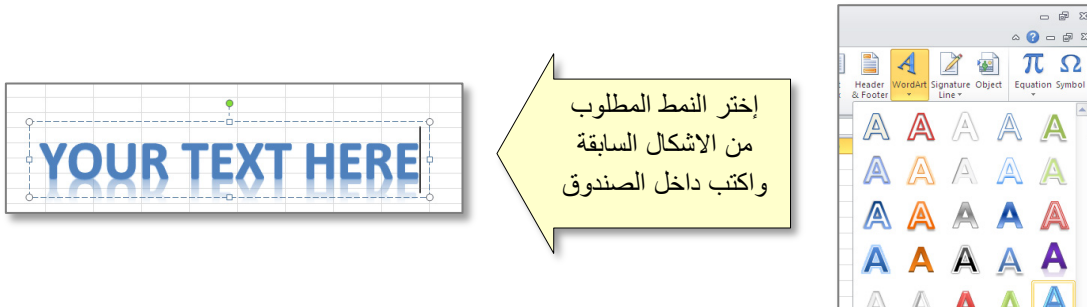 YOUR TEXT HERE
إختر النمط المطلوب
من الاشكال السابقة
واكتب داخل الصندوق
Header & Footer
WordArt
Signature Line
Object
Equation
Symbol